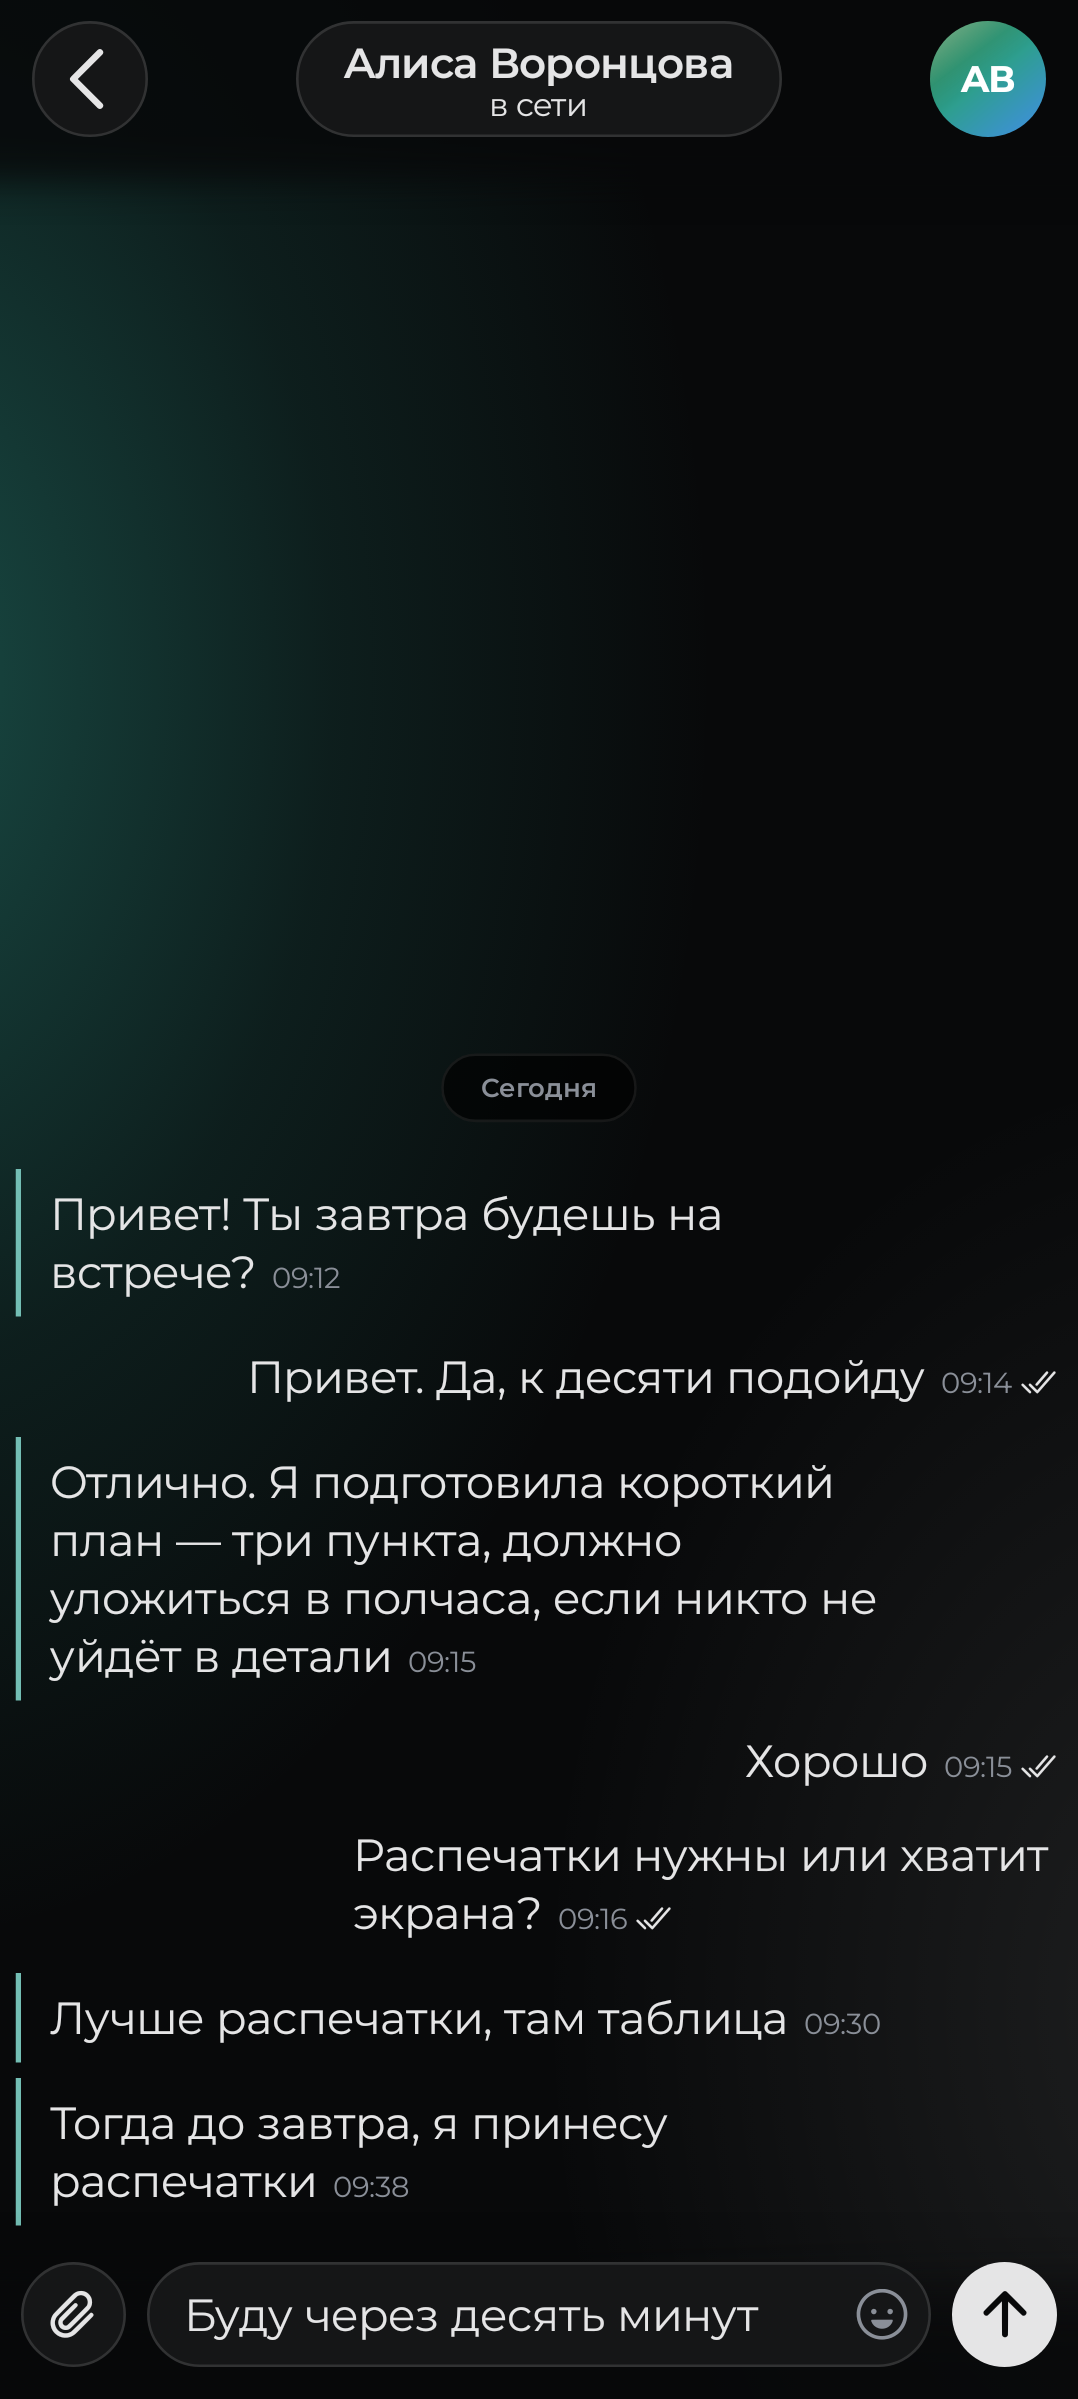 Алиса Воронцова
в сети
АВ
Сегодня
Привет! Ты завтра будешь на
встрече? 09:12
Привет. Да, к десяти подойду 09:14
Отлично. Я подготовила короткий
план — три пункта, должно
уложиться в полчаса, если никто не
уйдёт в детали 09:15
Хорошо 09:15
Распечатки нужны или хватит
экрана? 09:16
Лучше распечатки, там таблица 09:30
Тогда до завтра, я принесу
распечатки 09:38
Буду через десять минут